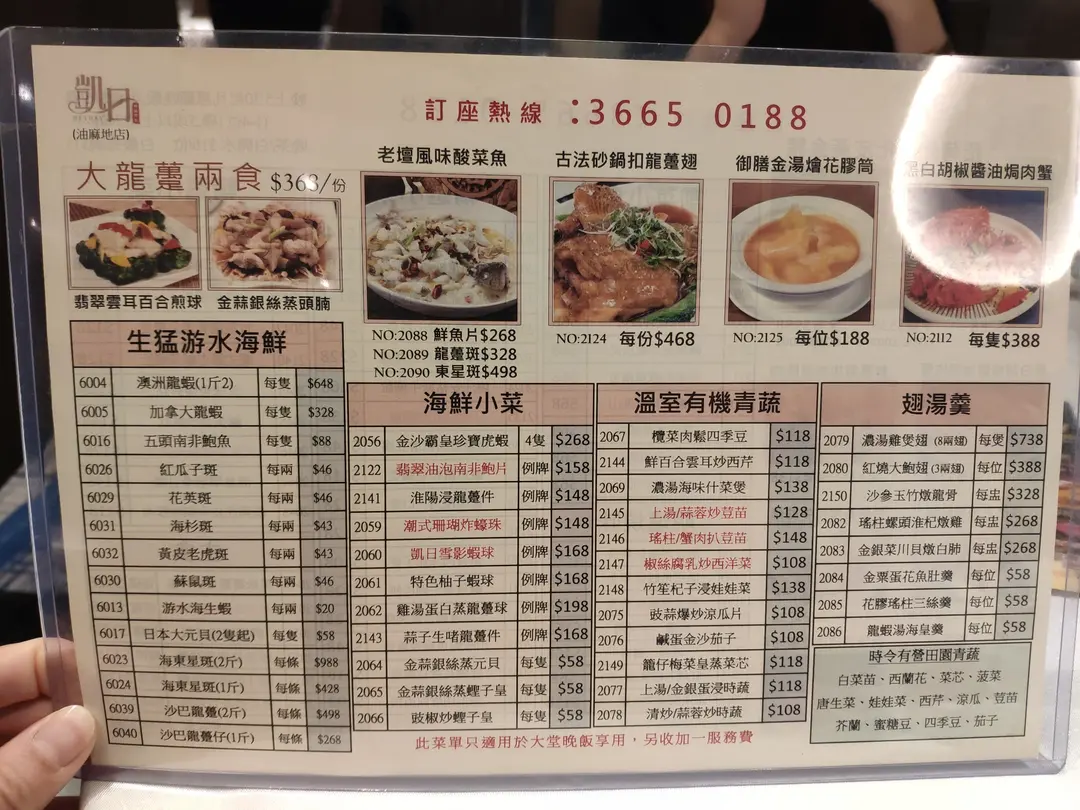 凱日
(油麻地店)
訂座熱線 :3665 0188
大龍躉兩食 $368/份
翡翠雲耳百合煎球
金蒜銀絲蒸頭腩
老壇風味酸菜魚
NO:2088 鮮魚片$268
NO:2089 龍躉斑$328
NO:2090 東星斑$498
古法砂鍋扣龍躉翅
NO:2124 每份$468
御膳金湯燴花膠筒
NO:2125 每位$188
白胡椒醬油焗肉蟹
NO:2112 每隻$388
生猛游水海鮮
6004 澳洲龍蝦(1斤2) 每隻 $648
6005 加拿大龍蝦 每隻 $328
6016 五頭南非鮑魚 每隻 $88
6026 紅瓜子斑 每兩 $46
6029 花英斑 每兩 $46
6031 海杉斑 每兩 $43
6032 黃皮老虎斑 每兩 $43
6030 蘇鼠斑 每兩 $46
6013 游水海生蝦 每兩 $20
6017 日本大元貝(2隻起) 每隻 $58
6023 海東星斑(2斤) 每條 $988
6024 海東星斑(1斤) 每條 $428
6039 沙巴龍躉(2斤) 每條 $498
6040 沙巴龍躉仔(1斤) 每條 $268
海鮮小菜
2056 金沙霸皇珍寶虎蝦 4隻 $268
2122 翡翠油泡南非鮑片 例牌 $158
2141 淮陽浸龍躉件 例牌 $148
2059 潮式珊瑚炸蠔珠 例牌 $148
2060 凱日雪影蝦球 例牌 $168
2061 特色柚子蝦球 例牌 $168
2062 雞湯蛋白蒸龍躉球 例牌 $198
2143 蒜子生啫龍躉件 例牌 $168
2064 金蒜銀絲蒸元貝 每隻 $58
2065 金蒜銀絲蒸蟶子皇 每隻 $58
2066 豉椒炒蟶子皇 每隻 $58
溫室有機青蔬
2067 欖菜肉鬆四季豆 $118
2144 鮮百合雲耳炒西芹 $118
2069 濃湯海味什菜煲 $138
2145 上湯/蒜蓉炒荳苗 $128
2146 瑤柱/蟹肉扒荳苗 $148
2147 椒絲腐乳炒西洋菜 $108
2148 竹笙杞子浸娃娃菜 $138
2075 豉蒜爆炒涼瓜片 $108
2076 鹹蛋金沙茄子 $108
2149 籠仔梅菜皇蒸菜芯 $118
2077 上湯/金銀蛋浸時蔬 $118
2078 清炒/蒜蓉炒時蔬 $108
翅湯羹
2079 濃湯雞煲翅 (8兩翅) 每煲 $738
2080 紅燒大鮑翅 (3兩翅) 每位 $388
2150 沙參玉竹燉龍骨 每盅 $328
2082 瑤柱螺頭淮杞燉雞 每盅 $268
2083 金銀菜川貝燉白肺 每盅 $268
2084 金粟蛋花魚肚羹 每位 $58
2085 花膠瑤柱三絲羹 每位 $58
2086 龍蝦湯海皇羹 每位 $58
時令有營田園青蔬
白菜苗、西蘭花、菜芯、菠菜
唐生菜、娃娃菜、西芹、涼瓜、荳苗
芥蘭、蜜糖豆、四季豆、茄子
此菜單只適用於大堂晚飯享用，另收加一服務費